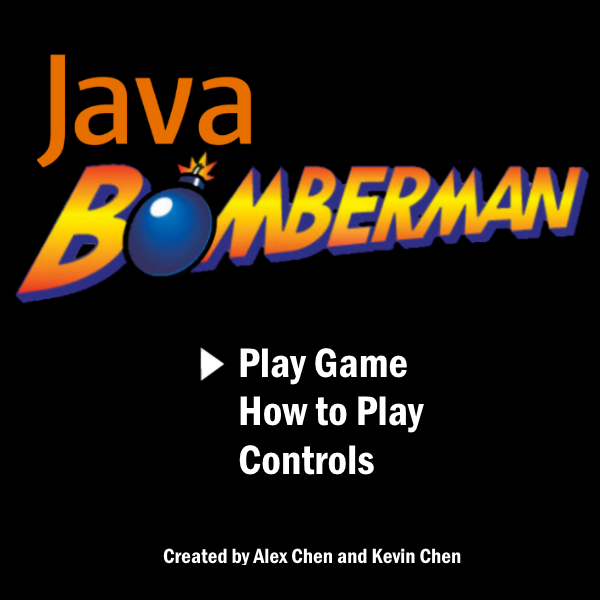 Java
BOMBERMAN
Play Game
How to Play
Controls
Created by Alex Chen and Kevin Chen